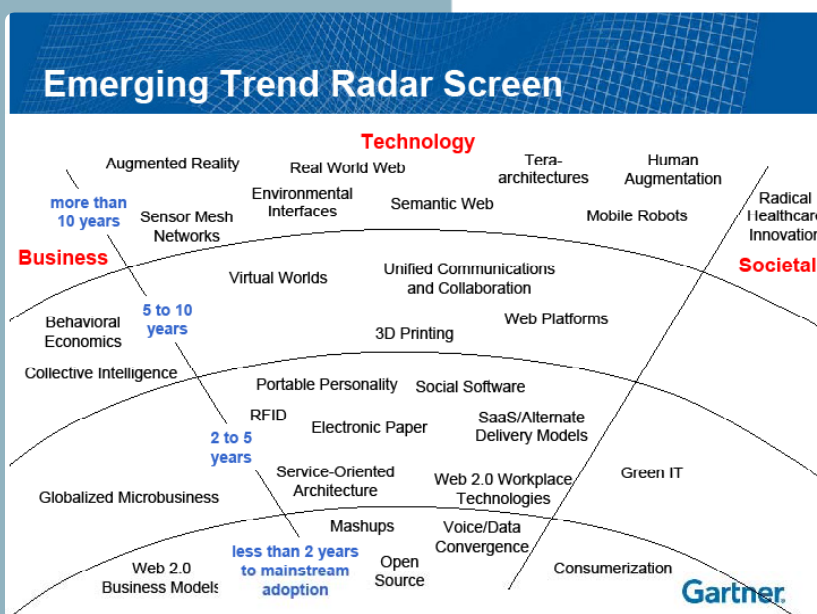 Emerging Trend Radar Screen
Technology
Augmented Reality
Real World Web
Tera-
architectures
Human
Augmentation
more than
10 years
Sensor Mesh
Networks
Environmental
Interfaces
Semantic Web
Mobile Robots
Radical
Healthcare
Innovation
Business
Societal
Virtual Worlds
Unified Communications
and Collaboration
5 to 10
years
Behavioral
Economics
3D Printing
Web Platforms
Collective Intelligence
Portable Personality
Social Software
RFID
Electronic Paper
SaaS/Alternate
Delivery Models
2 to 5
years
Service-Oriented
Architecture
Web 2.0 Workplace
Technologies
Green IT
Globalized Microbusiness
Mashups
Voice/Data
Convergence
less than 2 years
to mainstream
adoption
Web 2.0
Business Models
Open
Source
Consumerization
Gartner.